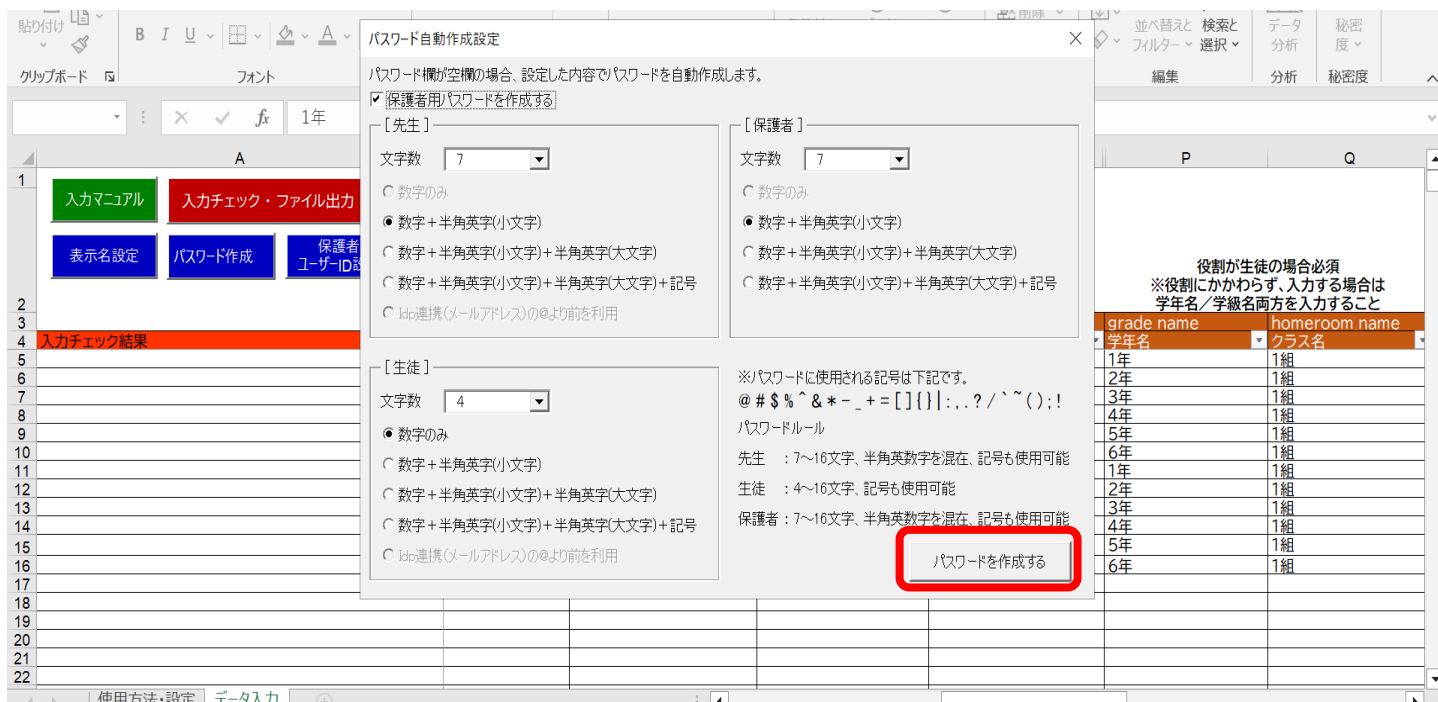 貼り付け
B I U A
クリップボード
フォント
削除
並べ替えと
フィルター
検索と
選択
データ
分析
秘密
度
編集
分析
秘密度
fx 1年
A
P
Q
パスワード自動作成設定
パスワード欄が空欄の場合、設定した内容でパスワードを自動作成します。
保護者用パスワードを作成する
[ 先生 ]
文字数 7
数字のみ
数字+半角英字(小文字)
数字+半角英字(小文字)+半角英字(大文字)
数字+半角英字(小文字)+半角英字(大文字)+記号
Idp連携(メールアドレス)の@より前を利用
[ 保護者 ]
文字数 7
数字のみ
数字+半角英字(小文字)
数字+半角英字(小文字)+半角英字(大文字)
数字+半角英字(小文字)+半角英字(大文字)+記号
[ 生徒 ]
文字数 4
数字のみ
数字+半角英字(小文字)
数字+半角英字(小文字)+半角英字(大文字)
数字+半角英字(小文字)+半角英字(大文字)+記号
Idp連携(メールアドレス)の@より前を利用
※パスワードに使用される記号は下記です。
@ # $ % ^ & * - _ + = [ ] { } | : , . ? / ` ~ ( ) ; !
パスワードルール
先生 :7~16文字、半角英数字を混在、記号も使用可能
生徒 :4~16文字、記号も使用可能
保護者:7~16文字、半角英数字を混在、記号も使用可能
パスワードを作成する
1
入力マニュアル
入力チェック・ファイル出力
表示名設定
パスワード作成
保護者
ユーザーID設
役割が生徒の場合必須
※役割にかかわらず、入力する場合は
学年名/学級名両方を入力すること
2
3 grade name homeroom name
4 入力チェック結果 学年名 クラス名
5 1年 1組
6 2年 1組
7 3年 1組
8 4年 1組
9 5年 1組
10 6年 1組
11 1年 1組
12 2年 1組
13 3年 1組
14 4年 1組
15 5年 1組
16 6年 1組
17
18
19
20
21
22
使用方法・設定 データ入力